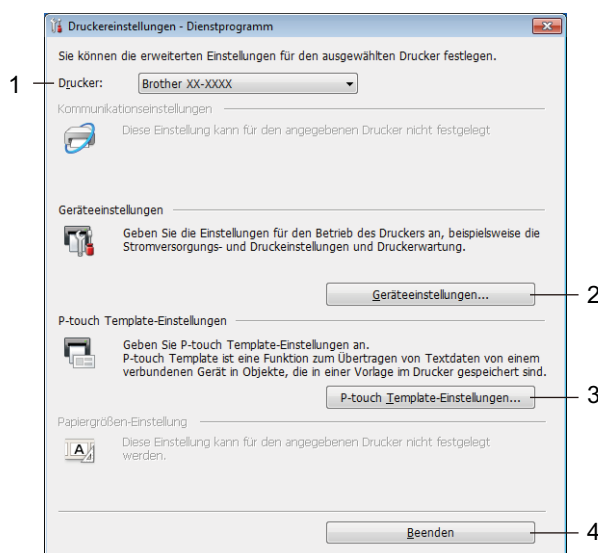 Druckereinstellungen - Dienstprogramm
Sie können die erweiterten Einstellungen für den ausgewählten Drucker festlegen.
1
Drucker: Brother XX-XXXX
Kommunikationseinstellungen
Diese Einstellung kann für den angegebenen Drucker nicht festgelegt
Geräteeinstellungen
Geben Sie die Einstellungen für den Betrieb des Druckers an, beispielsweise die
Stromversorgungs- und Druckeinstellungen und Druckerwartung.
Geräteeinstellungen...
2
P-touch Template-Einstellungen
Geben Sie P-touch Template-Einstellungen an.
P-touch Template ist eine Funktion zum Übertragen von Textdaten von einem
verbundenen Gerät in Objekte, die in einer Vorlage im Drucker gespeichert sind.
P-touch Template-Einstellungen...
3
Papiergrößen-Einstellung
A
Diese Einstellung kann für den angegebenen Drucker nicht festgelegt
werden.
Beenden
4